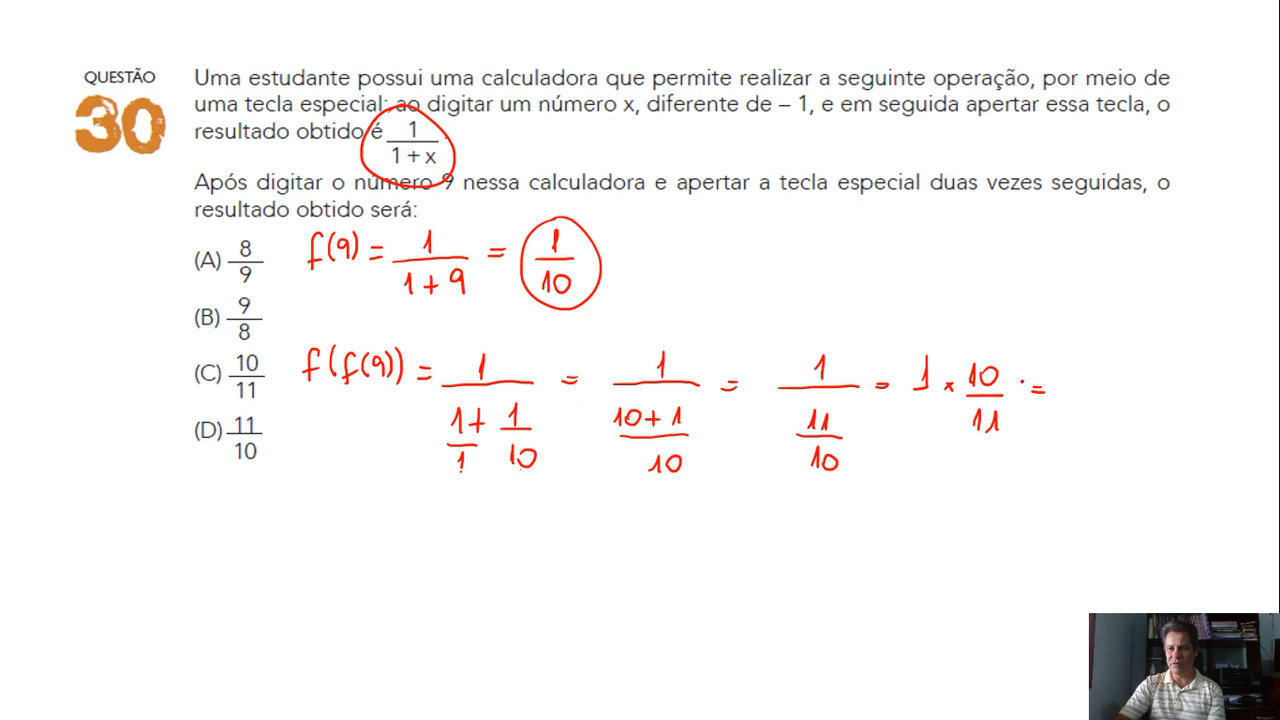 QUESTÃO
30
Uma estudante possui uma calculadora que permite realizar a seguinte operação, por meio de
uma tecla especial: ao digitar um número x, diferente de – 1, e em seguida apertar essa tecla, o
resultado obtido é 1/(1 + x).
Após digitar o número 9 nessa calculadora e apertar a tecla especial duas vezes seguidas, o
resultado obtido será:
(A) 8/9
f(9) = 1/(1 + 9) = 1/10
(B) 9/8
(C) 10/11
f(f(9)) = 1/(1/1 + 1/10) = 1/((10 + 1)/10) = 1/(11/10) = 1 × 10/11 · =
(D) 11/10